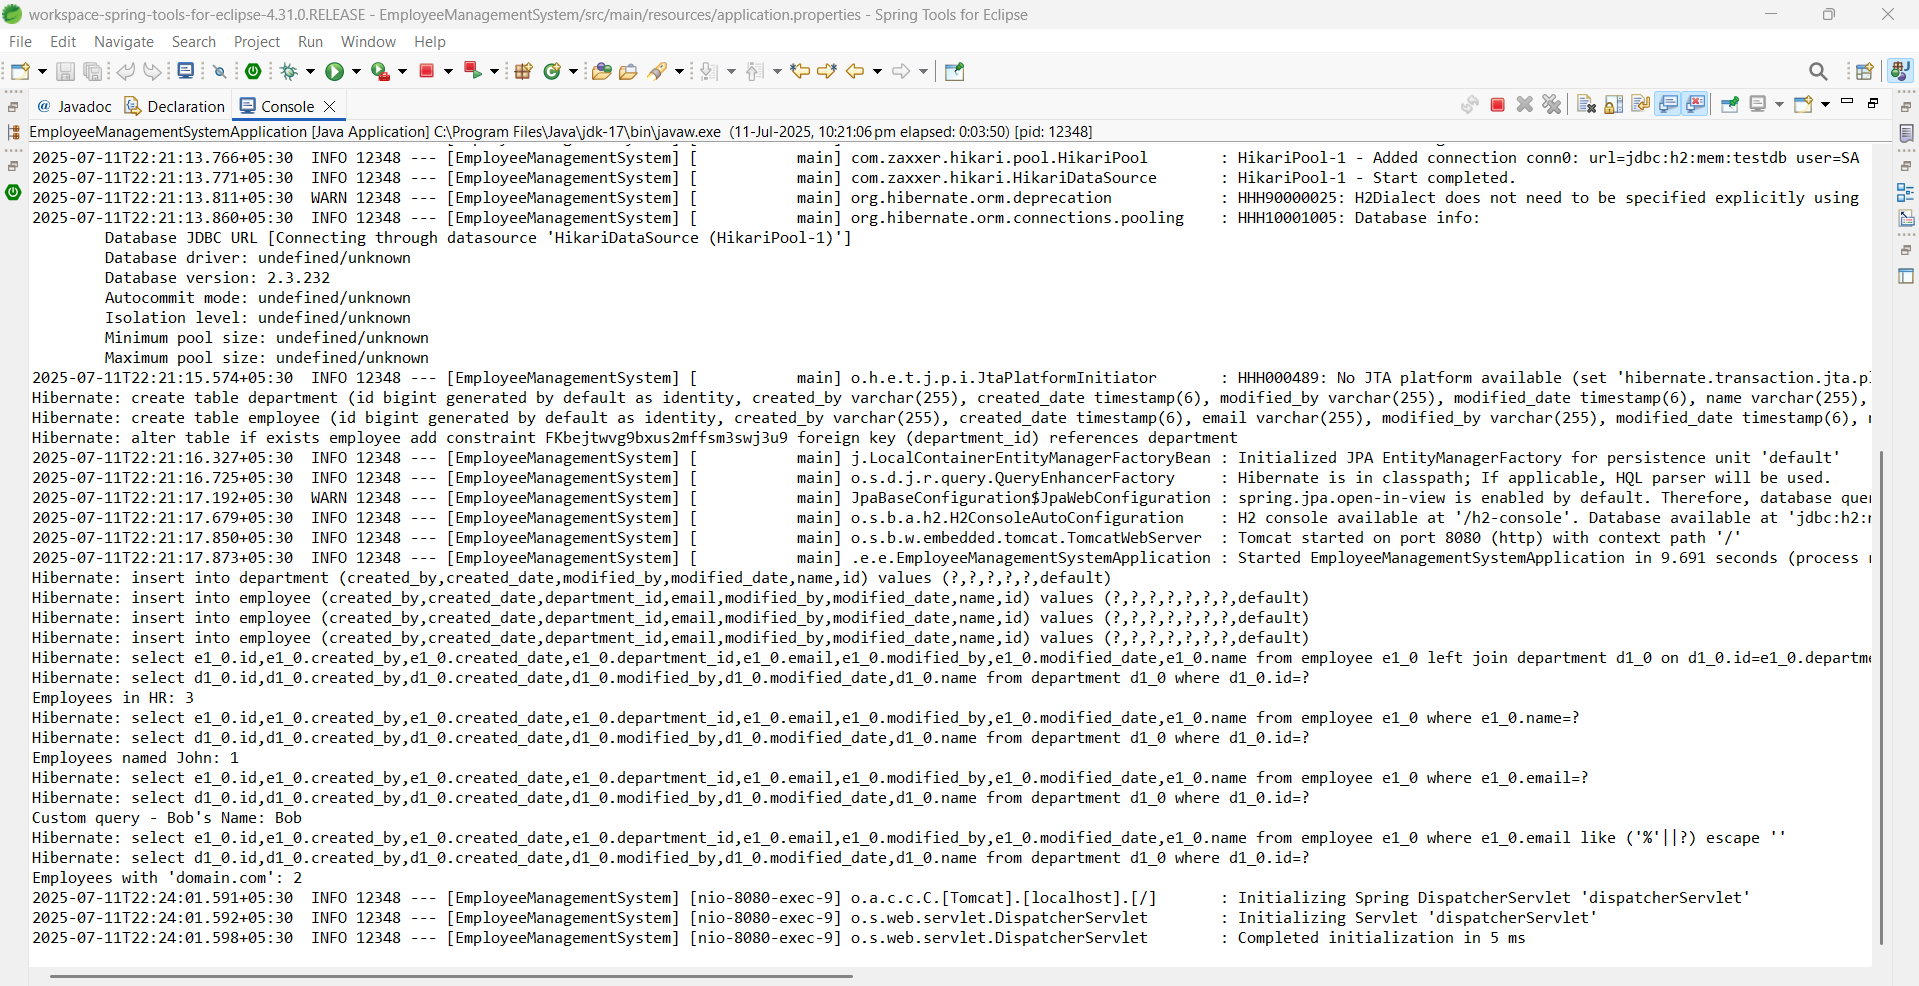 workspace-spring-tools-for-eclipse-4.31.0.RELEASE - EmployeeManagementSystem/src/main/resources/application.properties - Spring Tools for Eclipse
File Edit Navigate Search Project Run Window Help
@ Javadoc Declaration Console
EmployeeManagementSystemApplication [Java Application] C:\Program Files\Java\jdk-17\bin\javaw.exe (11-Jul-2025, 10:21:06 pm elapsed: 0:03:50) [pid: 12348]
2025-07-11T22:21:13.766+05:30  INFO 12348 --- [EmployeeManagementSystem] [           main] com.zaxxer.hikari.pool.HikariPool        : HikariPool-1 - Added connection conn0: url=jdbc:h2:mem:testdb user=SA
2025-07-11T22:21:13.771+05:30  INFO 12348 --- [EmployeeManagementSystem] [           main] com.zaxxer.hikari.HikariDataSource       : HikariPool-1 - Start completed.
2025-07-11T22:21:13.811+05:30  WARN 12348 --- [EmployeeManagementSystem] [           main] org.hibernate.orm.deprecation            : HHH90000025: H2Dialect does not need to be specified explicitly using
2025-07-11T22:21:13.860+05:30  INFO 12348 --- [EmployeeManagementSystem] [           main] org.hibernate.orm.connections.pooling    : HHH10001005: Database info:
Database JDBC URL [Connecting through datasource 'HikariDataSource (HikariPool-1)']
Database driver: undefined/unknown
Database version: 2.3.232
Autocommit mode: undefined/unknown
Isolation level: undefined/unknown
Minimum pool size: undefined/unknown
Maximum pool size: undefined/unknown
2025-07-11T22:21:15.574+05:30  INFO 12348 --- [EmployeeManagementSystem] [           main] o.h.e.t.j.p.i.JtaPlatformInitiator       : HHH000489: No JTA platform available (set 'hibernate.transaction.jta.pl
Hibernate: create table department (id bigint generated by default as identity, created_by varchar(255), created_date timestamp(6), modified_by varchar(255), modified_date timestamp(6), name varchar(255),
Hibernate: create table employee (id bigint generated by default as identity, created_by varchar(255), created_date timestamp(6), email varchar(255), modified_by varchar(255), modified_date timestamp(6),
Hibernate: alter table if exists employee add constraint FKbejtwvg9bxus2mffsm3swj3u9 foreign key (department_id) references department
2025-07-11T22:21:16.327+05:30  INFO 12348 --- [EmployeeManagementSystem] [           main] j.LocalContainerEntityManagerFactoryBean : Initialized JPA EntityManagerFactory for persistence unit 'default'
2025-07-11T22:21:16.725+05:30  INFO 12348 --- [EmployeeManagementSystem] [           main] o.s.d.j.r.query.QueryEnhancerFactory     : Hibernate is in classpath; If applicable, HQL parser will be used.
2025-07-11T22:21:17.192+05:30  WARN 12348 --- [EmployeeManagementSystem] [           main] JpaBaseConfiguration$JpaWebConfiguration : spring.jpa.open-in-view is enabled by default. Therefore, database que
2025-07-11T22:21:17.679+05:30  INFO 12348 --- [EmployeeManagementSystem] [           main] o.s.b.a.h2.H2ConsoleAutoConfiguration    : H2 console available at '/h2-console'. Database available at 'jdbc:h2:
2025-07-11T22:21:17.850+05:30  INFO 12348 --- [EmployeeManagementSystem] [           main] o.s.b.w.embedded.tomcat.TomcatWebServer  : Tomcat started on port 8080 (http) with context path '/'
2025-07-11T22:21:17.873+05:30  INFO 12348 --- [EmployeeManagementSystem] [           main] .e.e.EmployeeManagementSystemApplication : Started EmployeeManagementSystemApplication in 9.691 seconds (process
Hibernate: insert into department (created_by,created_date,modified_by,modified_date,name,id) values (?,?,?,?,?,default)
Hibernate: insert into employee (created_by,created_date,department_id,email,modified_by,modified_date,name,id) values (?,?,?,?,?,?,?,default)
Hibernate: insert into employee (created_by,created_date,department_id,email,modified_by,modified_date,name,id) values (?,?,?,?,?,?,?,default)
Hibernate: insert into employee (created_by,created_date,department_id,email,modified_by,modified_date,name,id) values (?,?,?,?,?,?,?,default)
Hibernate: select e1_0.id,e1_0.created_by,e1_0.created_date,e1_0.department_id,e1_0.email,e1_0.modified_by,e1_0.modified_date,e1_0.name from employee e1_0 left join department d1_0 on d1_0.id=e1_0.departme
Hibernate: select d1_0.id,d1_0.created_by,d1_0.created_date,d1_0.modified_by,d1_0.modified_date,d1_0.name from department d1_0 where d1_0.id=?
Employees in HR: 3
Hibernate: select e1_0.id,e1_0.created_by,e1_0.created_date,e1_0.department_id,e1_0.email,e1_0.modified_by,e1_0.modified_date,e1_0.name from employee e1_0 where e1_0.name=?
Hibernate: select d1_0.id,d1_0.created_by,d1_0.created_date,d1_0.modified_by,d1_0.modified_date,d1_0.name from department d1_0 where d1_0.id=?
Employees named John: 1
Hibernate: select e1_0.id,e1_0.created_by,e1_0.created_date,e1_0.department_id,e1_0.email,e1_0.modified_by,e1_0.modified_date,e1_0.name from employee e1_0 where e1_0.email=?
Hibernate: select d1_0.id,d1_0.created_by,d1_0.created_date,d1_0.modified_by,d1_0.modified_date,d1_0.name from department d1_0 where d1_0.id=?
Custom query - Bob's Name: Bob
Hibernate: select e1_0.id,e1_0.created_by,e1_0.created_date,e1_0.department_id,e1_0.email,e1_0.modified_by,e1_0.modified_date,e1_0.name from employee e1_0 where e1_0.email like ('%'||?) escape ''
Hibernate: select d1_0.id,d1_0.created_by,d1_0.created_date,d1_0.modified_by,d1_0.modified_date,d1_0.name from department d1_0 where d1_0.id=?
Employees with 'domain.com': 2
2025-07-11T22:24:01.591+05:30  INFO 12348 --- [EmployeeManagementSystem] [nio-8080-exec-9] o.a.c.c.C.[Tomcat].[localhost].[/]       : Initializing Spring DispatcherServlet 'dispatcherServlet'
2025-07-11T22:24:01.592+05:30  INFO 12348 --- [EmployeeManagementSystem] [nio-8080-exec-9] o.s.web.servlet.DispatcherServlet        : Initializing Servlet 'dispatcherServlet'
2025-07-11T22:24:01.598+05:30  INFO 12348 --- [EmployeeManagementSystem] [nio-8080-exec-9] o.s.web.servlet.DispatcherServlet        : Completed initialization in 5 ms